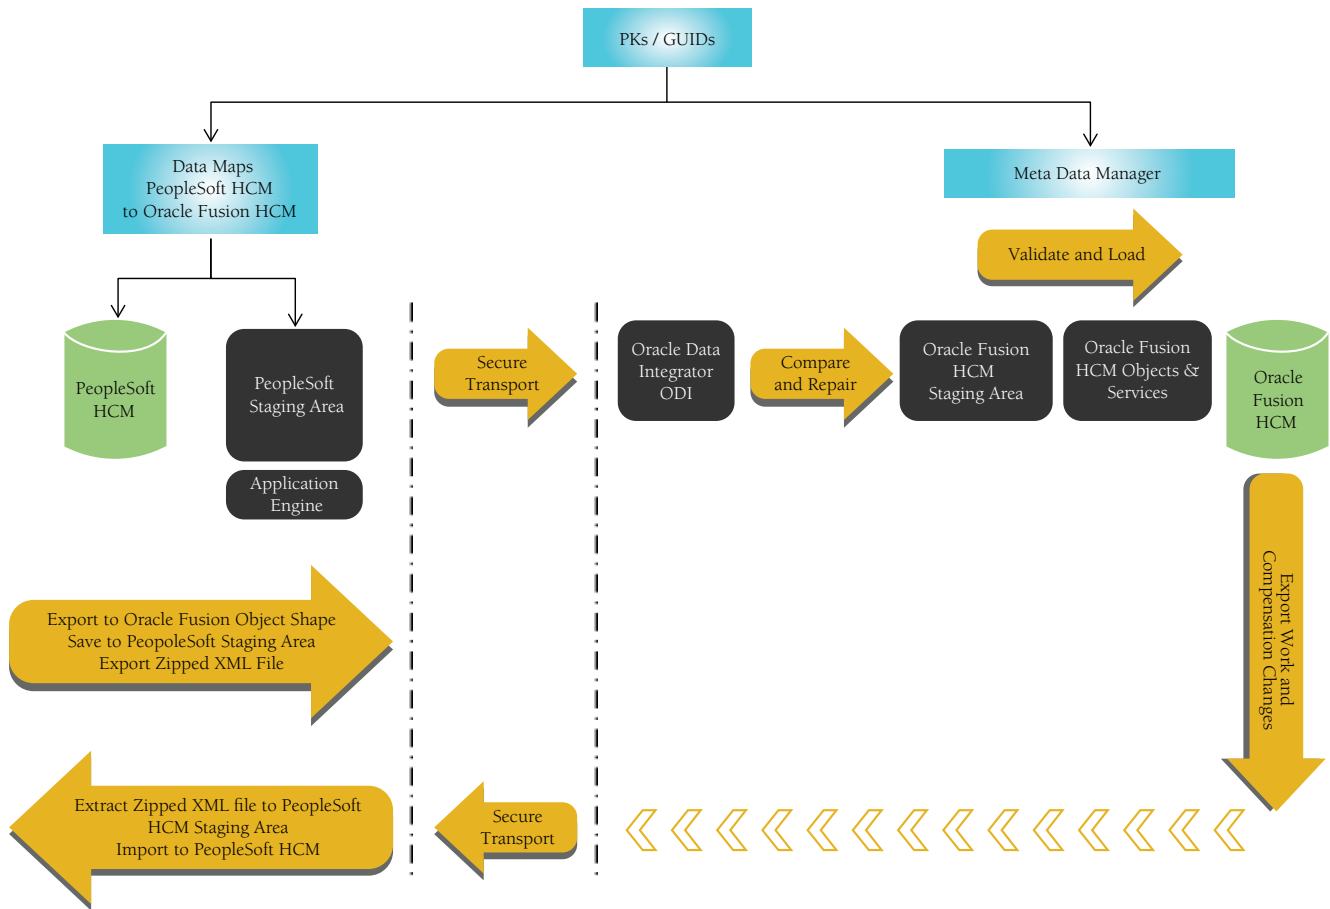 PKs / GUIDs
Data Maps
PeopleSoft HCM
to Oracle Fusion HCM
Meta Data Manager
Validate and Load
PeopleSoft
HCM
PeopleSoft
Staging Area
Application
Engine
Secure
Transport
Oracle Data
Integrator
ODI
Compare
and Repair
Oracle Fusion
HCM
Staging Area
Oracle Fusion
HCM Objects &
Services
Oracle
Fusion
HCM
Export to Oracle Fusion Object Shape
Save to PeopoleSoft Staging Area
Export Zipped XML File
Export Work and
Compensation Changes
Extract Zipped XML file to PeopleSoft
HCM Staging Area
Import to PeopleSoft HCM
Secure
Transport